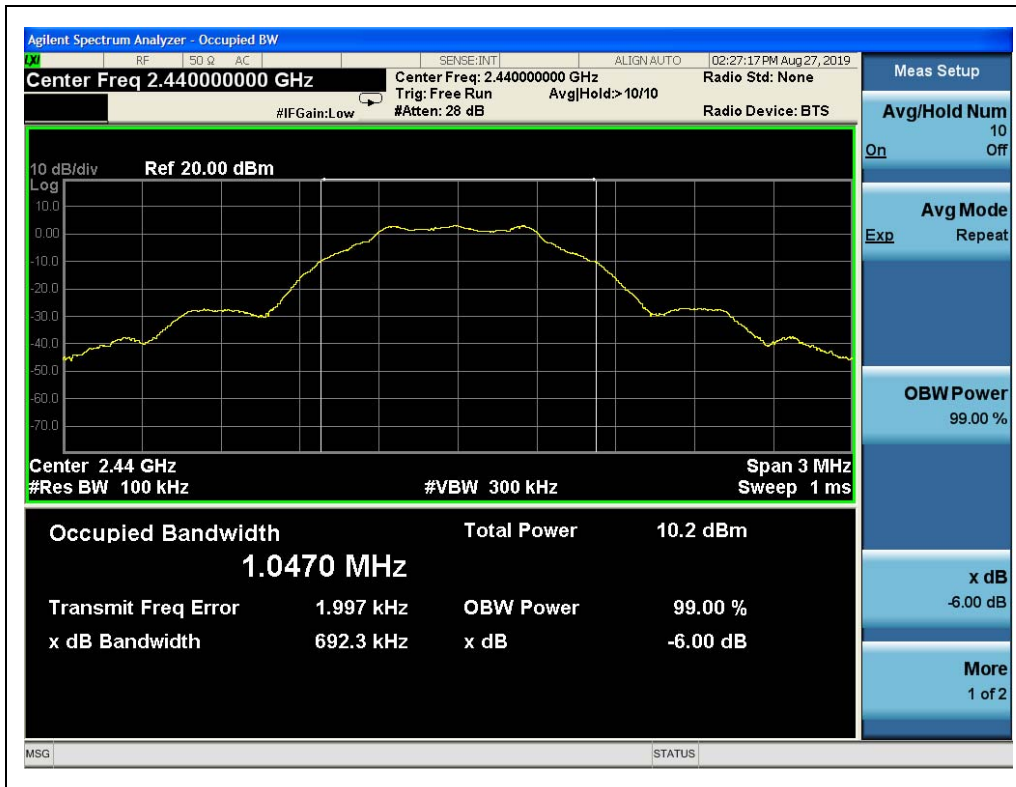 Agilent Spectrum Analyzer - Occupied BW
LXI RF 50 Ω AC SENSE:INT ALIGN AUTO 02:27:17 PM Aug 27, 2019
Center Freq 2.440000000 GHz
Center Freq: 2.440000000 GHz
Radio Std: None
Trig: Free Run Avg|Hold:>10/10
#IFGain:Low
#Atten: 28 dB
Radio Device: BTS
10 dB/div Ref 20.00 dBm
Log
10.0
0.00
-10.0
-20.0
-30.0
-40.0
-50.0
-60.0
-70.0
Center 2.44 GHz Span 3 MHz
#Res BW 100 kHz #VBW 300 kHz Sweep 1 ms
Occupied Bandwidth Total Power 10.2 dBm
1.0470 MHz
Transmit Freq Error 1.997 kHz OBW Power 99.00 %
x dB Bandwidth 692.3 kHz x dB -6.00 dB
Meas Setup
Avg/Hold Num
10
On Off
Avg Mode
Exp Repeat
OBW Power
99.00 %
x dB
-6.00 dB
More
1 of 2
MSG STATUS